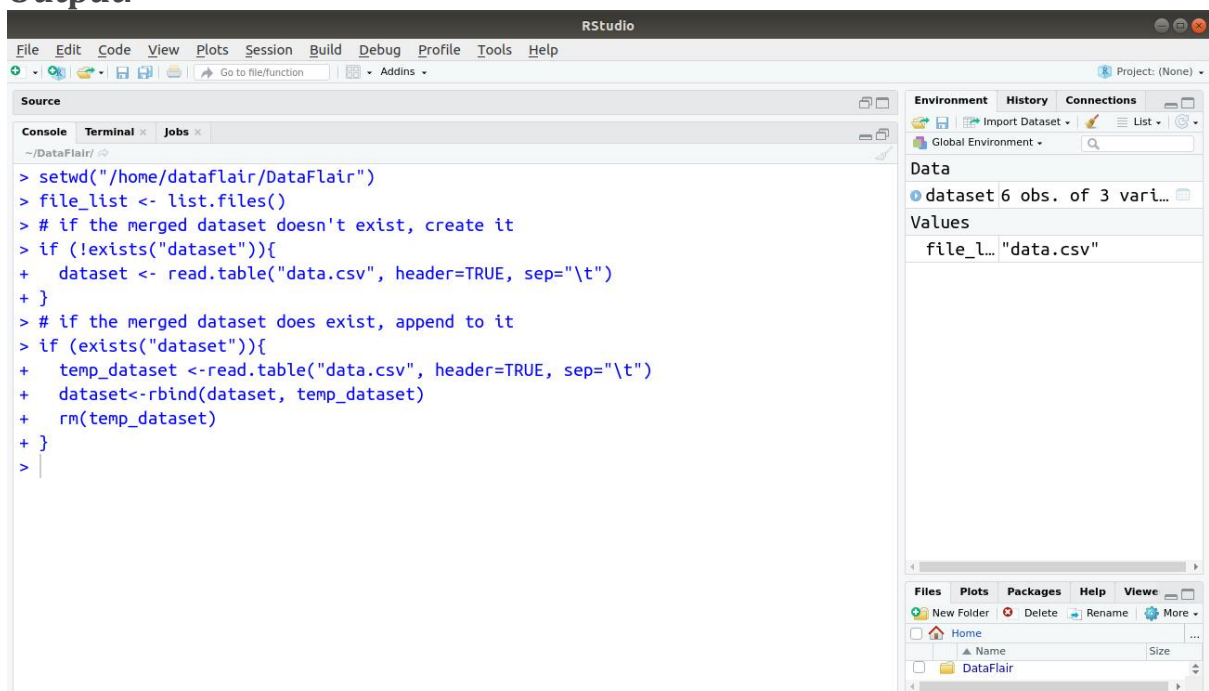 RStudio
File Edit Code View Plots Session Build Debug Profile Tools Help
Go to file/function Addins Project: (None)
Source
Console Terminal × Jobs ×
~/DataFlair/
> setwd("/home/dataflair/DataFlair")
> file_list <- list.files()
> # if the merged dataset doesn't exist, create it
> if (!exists("dataset")){
+   dataset <- read.table("data.csv", header=TRUE, sep="\t")
+ }
> # if the merged dataset does exist, append to it
> if (exists("dataset")){
+   temp_dataset <-read.table("data.csv", header=TRUE, sep="\t")
+   dataset<-rbind(dataset, temp_dataset)
+   rm(temp_dataset)
+ }
>
Environment History Connections
Import Dataset List
Global Environment
Data
dataset 6 obs. of 3 vari…
Values
file_l… "data.csv"
Files Plots Packages Help Viewe
New Folder Delete Rename More
Home ...
Name Size
DataFlair